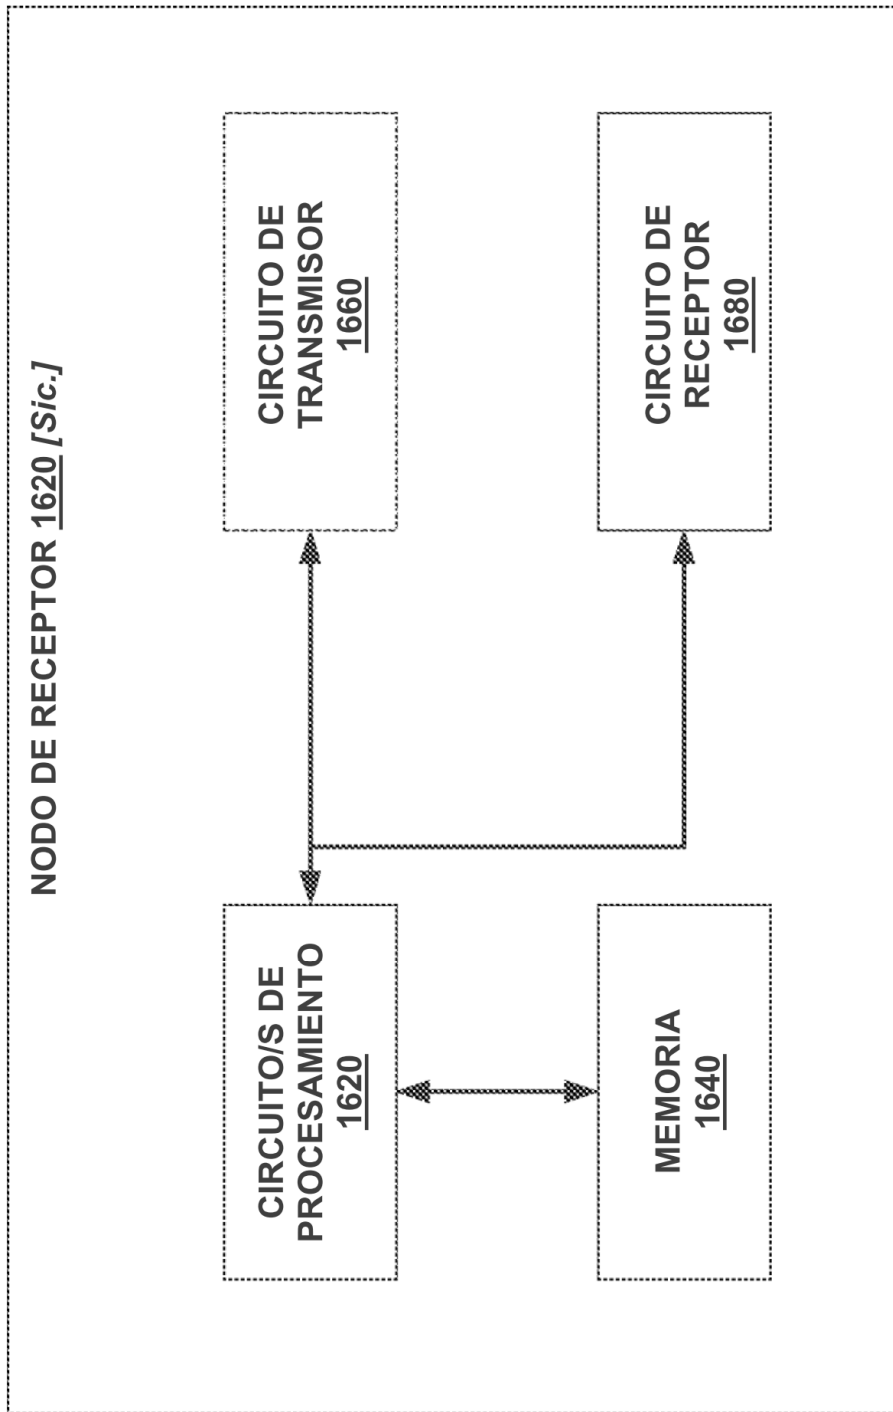 NODO DE RECEPTOR 1620 [Sic.]
CIRCUITO/S DE
PROCESAMIENTO
1620
CIRCUITO DE
TRANSMISOR
1660
MEMORIA
1640
CIRCUITO DE
RECEPTOR
1680